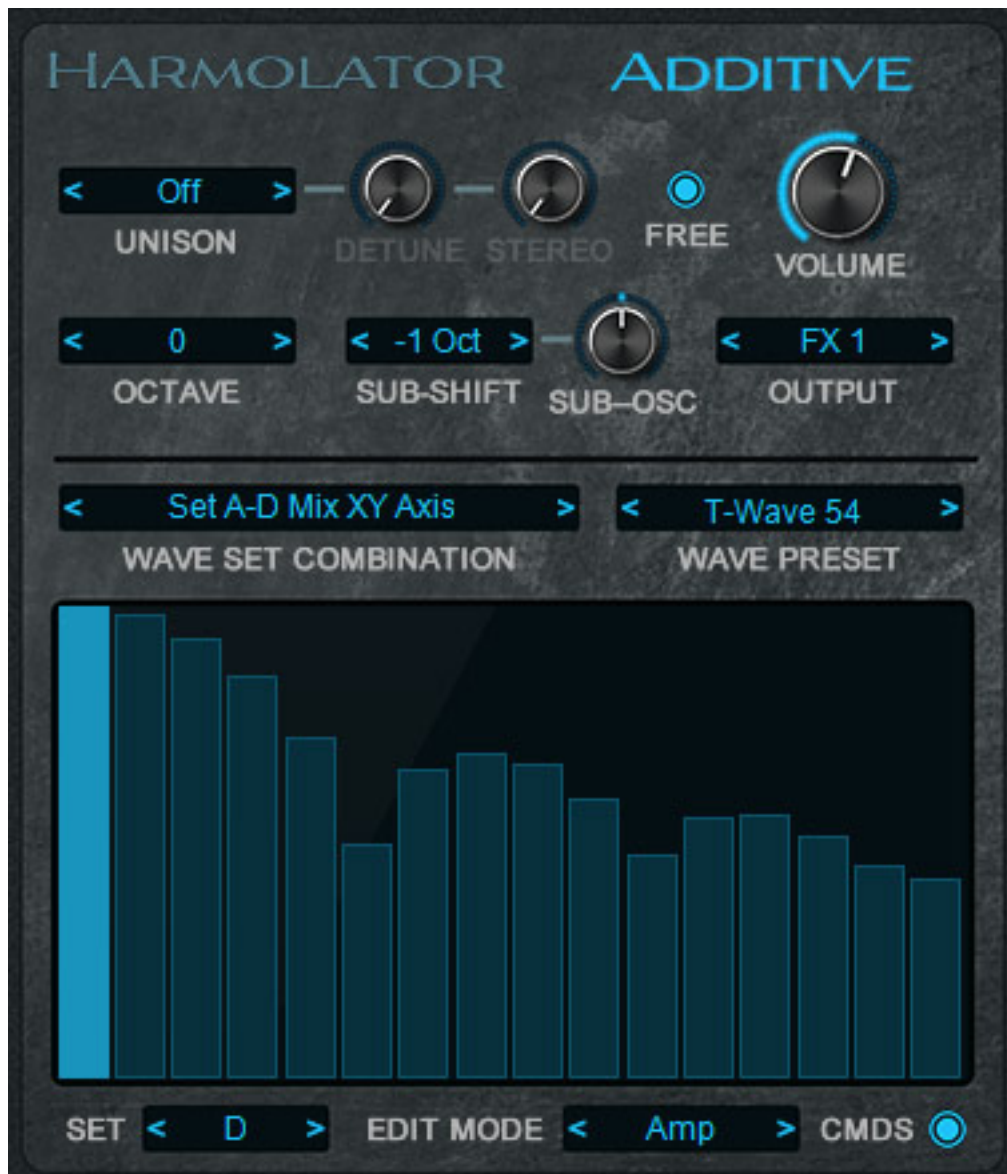 HARMOLATOR ADDITIVE
< Off >
UNISON DETUNE STEREO FREE VOLUME
< 0 > < -1 Oct > < FX 1 >
OCTAVE SUB-SHIFT SUB–OSC OUTPUT
< Set A-D Mix XY Axis > < T-Wave 54 >
WAVE SET COMBINATION WAVE PRESET
SET < D > EDIT MODE < Amp > CMDS